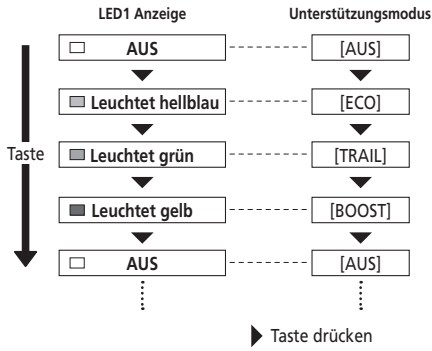 LED1 Anzeige Unterstützungsmodus
AUS [AUS]
Leuchtet hellblau [ECO]
Taste
Leuchtet grün [TRAIL]
Leuchtet gelb [BOOST]
AUS [AUS]
Taste drücken